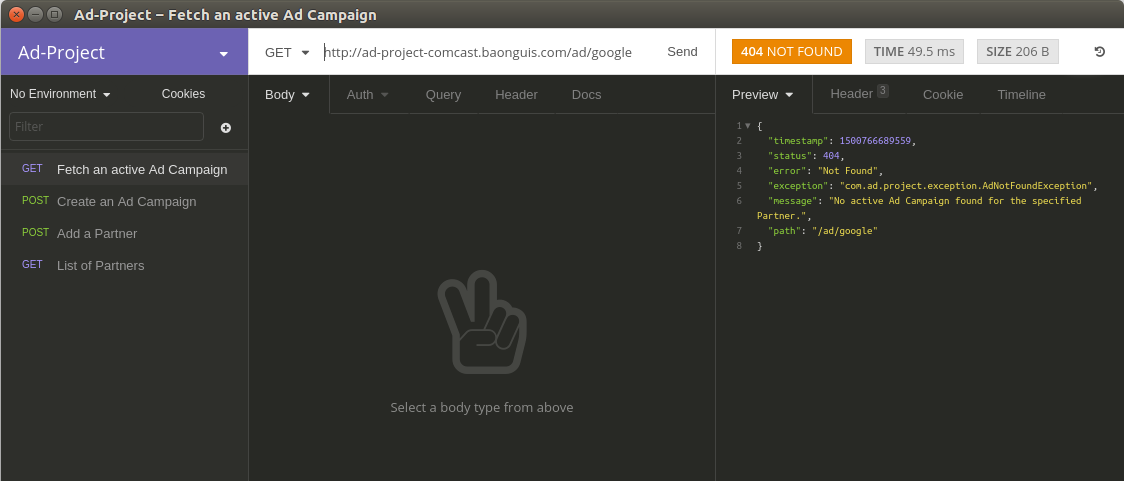 Ad-Project – Fetch an active Ad Campaign
Ad-Project
GET http://ad-project-comcast.baonguis.com/ad/google Send
404 NOT FOUND TIME 49.5 ms SIZE 206 B
No Environment Cookies
Filter
GET Fetch an active Ad Campaign
POST Create an Ad Campaign
POST Add a Partner
GET List of Partners
Body Auth Query Header Docs
Select a body type from above
Preview Header 3 Cookie Timeline
1 {
2 "timestamp": 1500766689559,
3 "status": 404,
4 "error": "Not Found",
5 "exception": "com.ad.project.exception.AdNotFoundException",
6 "message": "No active Ad Campaign found for the specified
Partner.",
7 "path": "/ad/google"
8 }